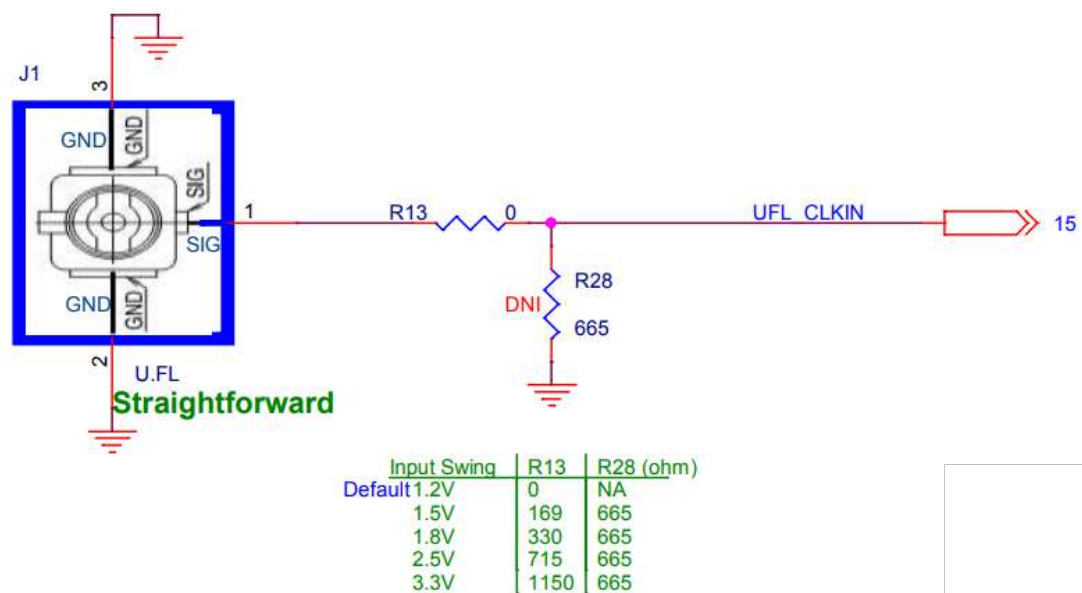 J1
3
GND
GND
SIG
1
R13
0
UFL_CLKIN
15
SIG
GND
GND
R28
DNI
665
2
U.FL
Straightforward
Input Swing R13 R28 (ohm)
Default 1.2V 0 NA
1.5V 169 665
1.8V 330 665
2.5V 715 665
3.3V 1150 665